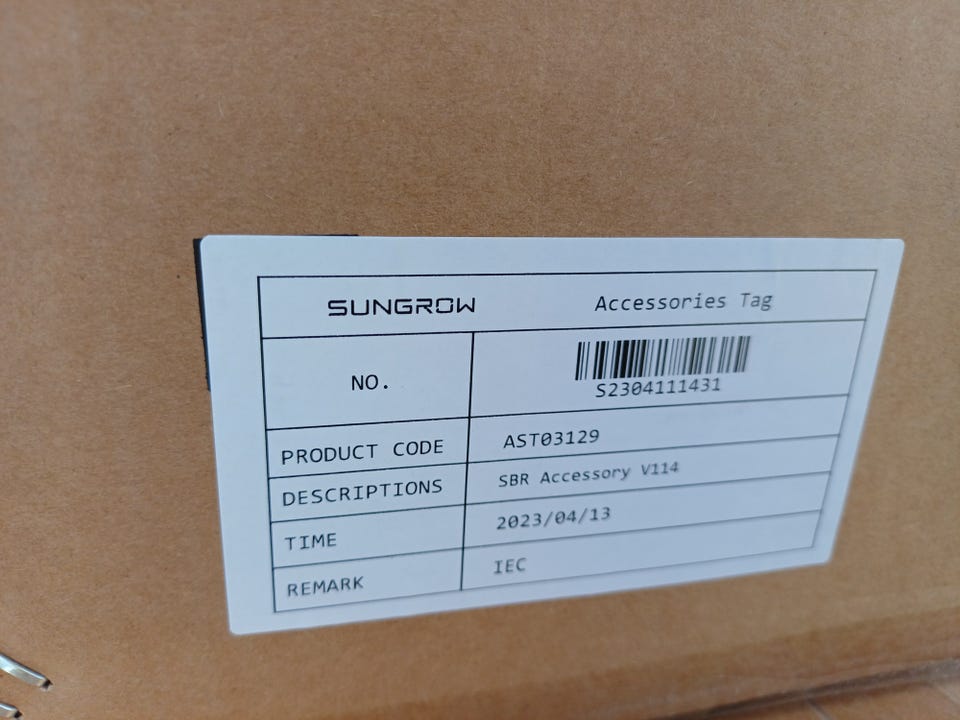 SUNGROW Accessories Tag
NO. S2304111431
PRODUCT CODE AST03129
DESCRIPTIONS SBR Accessory V114
TIME 2023/04/13
REMARK IEC